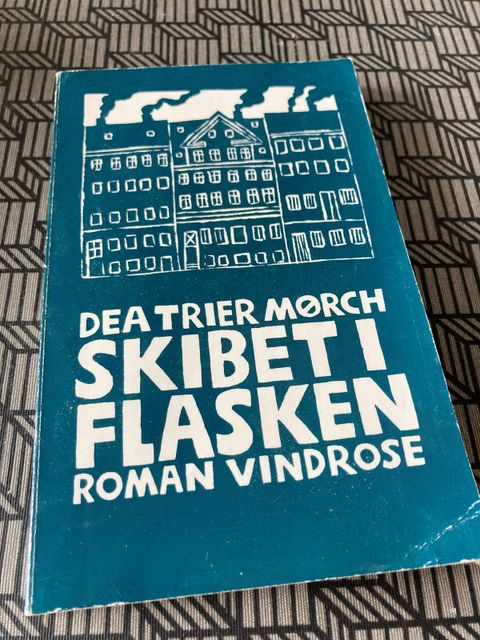 DEA TRIER MØRCH
SKIBET I
FLASKEN
ROMAN VINDROSE